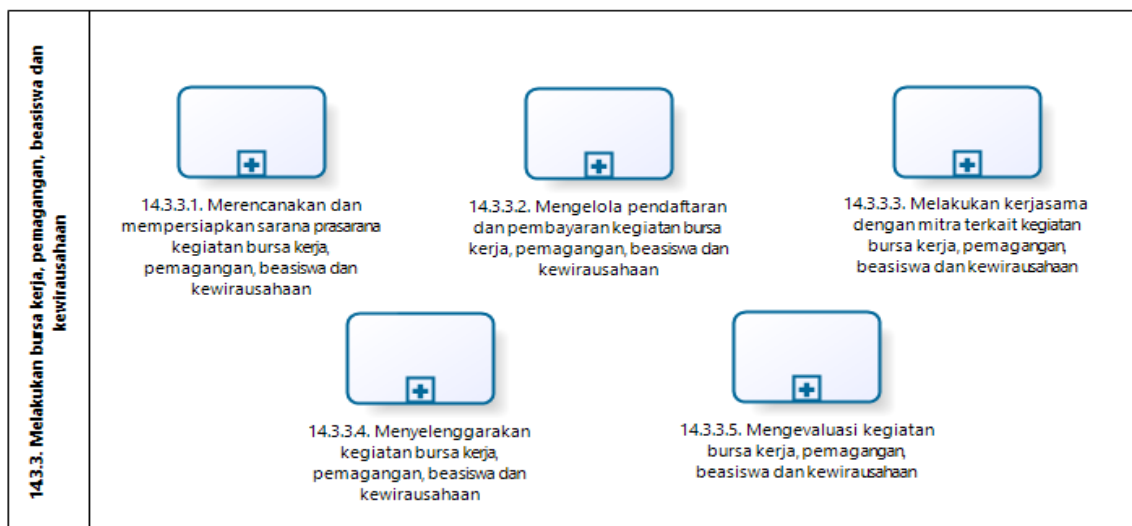 14.3.3. Melakukan bursa kerja, pemagangan, beasiswa dan
kewirausahaan
14.3.3.1. Merencanakan dan
mempersiapkan sarana prasarana
kegiatan bursa kerja,
pemagangan, beasiswa dan
kewirausahaan
14.3.3.2. Mengelola pendaftaran
dan pembayaran kegiatan bursa
kerja, pemagangan, beasiswa dan
kewirausahaan
14.3.3.3. Melakukan kerjasama
dengan mitra terkait kegiatan
bursa kerja, pemagangan,
beasiswa dan kewirausahaan
14.3.3.4. Menyelenggarakan
kegiatan bursa kerja,
pemagangan, beasiswa dan
kewirausahaan
14.3.3.5. Mengevaluasi kegiatan
bursa kerja, pemagangan,
beasiswa dan kewirausahaan